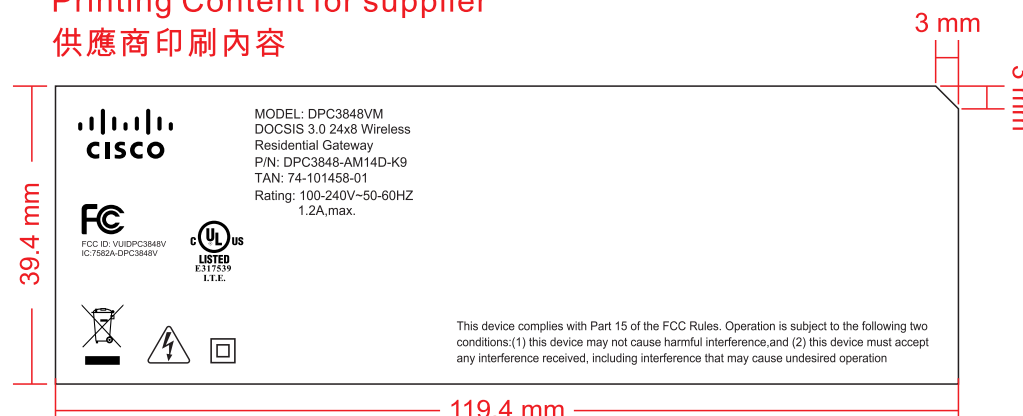 Printing Content for supplier
供應商印刷內容
3 mm
3 mm
CISCO
MODEL: DPC3848VM
DOCSIS 3.0 24x8 Wireless
Residential Gateway
P/N: DPC3848-AM14D-K9
TAN: 74-101458-01
Rating: 100-240V~50-60HZ
1.2A,max.
39.4 mm
FC
FCC ID: VUIDPC3848V
IC:7582A-DPC3848V
C UL US
LISTED
E317539
I.T.E.
This device complies with Part 15 of the FCC Rules. Operation is subject to the following two
conditions:(1) this device may not cause harmful interference,and (2) this device must accept
any interference received, including interference that may cause undesired operation
119.4 mm